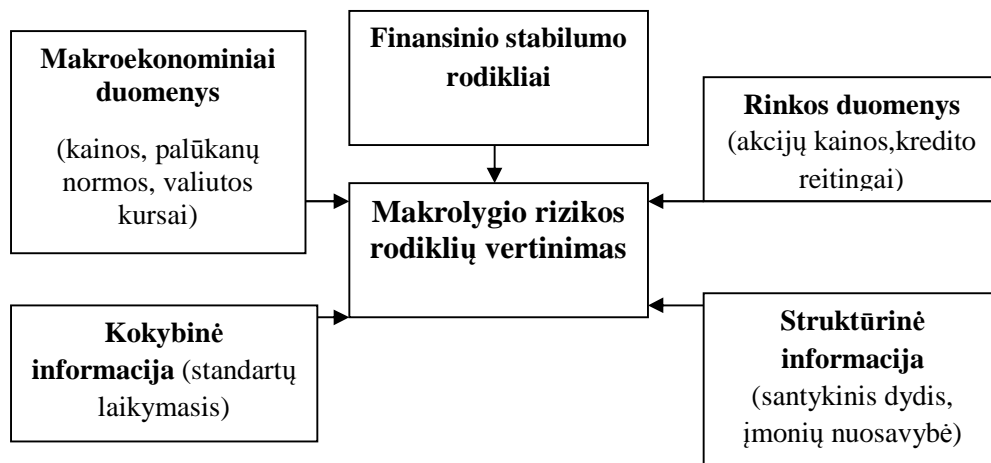 Makroekonominiai
duomenys
(kainos, palūkanų
normos, valiutos
kursai)
Finansinio stabilumo
rodikliai
Rinkos duomenys
(akcijų kainos,kredito
reitingai)
Makrolygio rizikos
rodiklių vertinimas
Kokybinė
informacija (standartų
laikymasis)
Struktūrinė
informacija
(santykinis dydis,
įmonių nuosavybė)